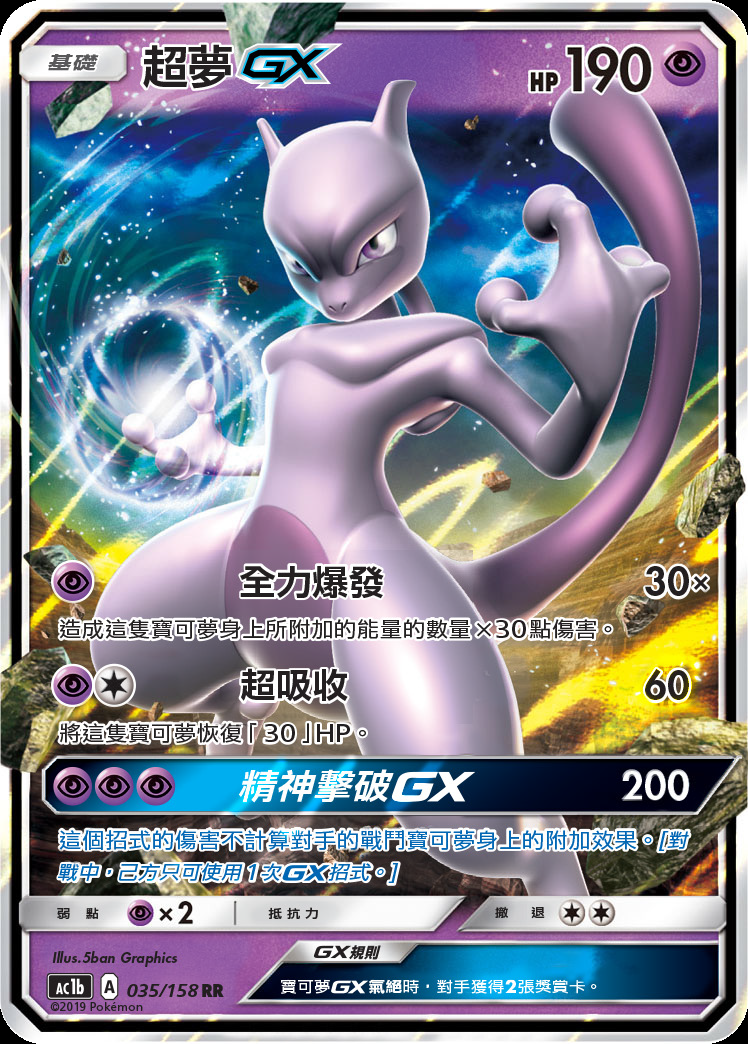 基礎 超夢GX HP190
全力爆發 30×
造成這隻寶可夢身上所附加的能量的數量×30點傷害。
超吸收 60
將這隻寶可夢恢復「30」HP。
精神擊破GX 200
這個招式的傷害不計算對手的戰鬥寶可夢身上的附加效果。[對
戰中，己方只可使用1次GX招式。]
弱點 ×2 抵抗力 撤退
Illus.5ban Graphics
GX規則
AC1b A 035/158 RR
寶可夢GX氣絕時，對手獲得2張獎賞卡。
©2019 Pokémon